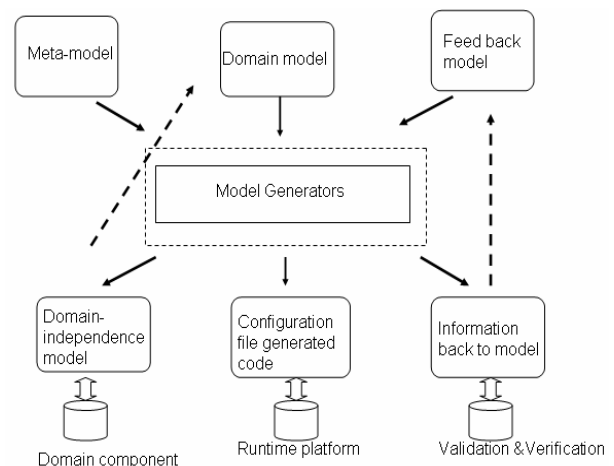 Meta-model
Domain model
Feed back
model
Model Generators
Domain-
independence
model
Configuration
file generated
code
Information
back to model
Domain component
Runtime platform
Validation &Verification